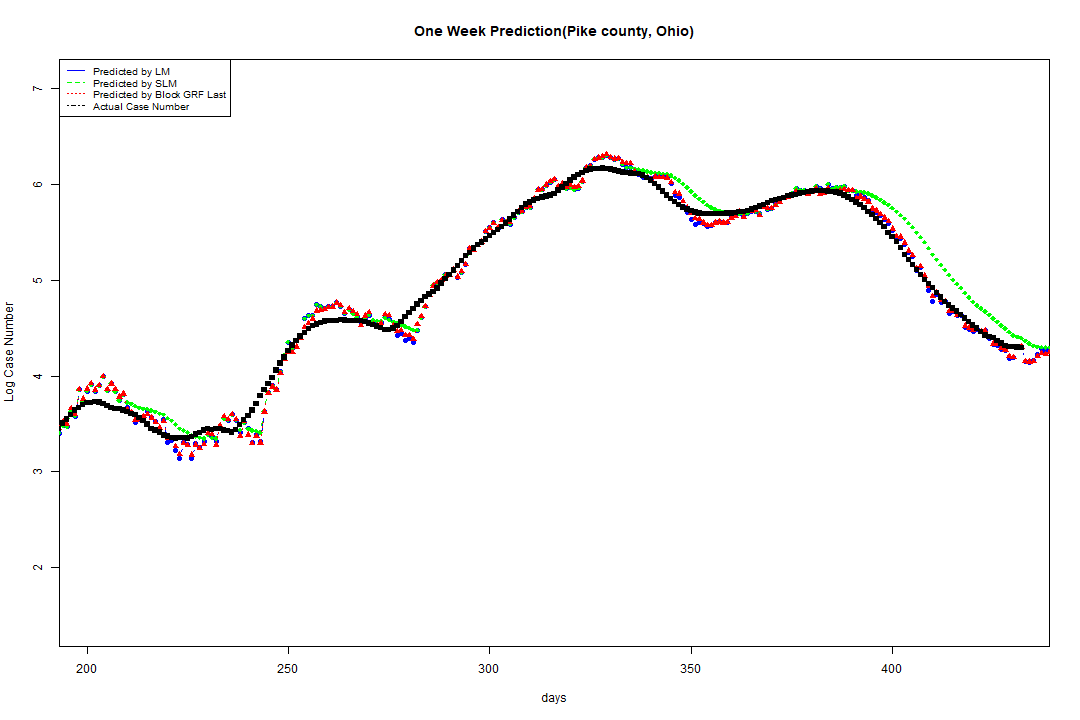 One Week Prediction(Pike county, Ohio)
Predicted by LM
Predicted by SLM
Predicted by Block GRF Last
Actual Case Number
7
6
5
4
3
2
Log Case Number
200 250 300 350 400
days